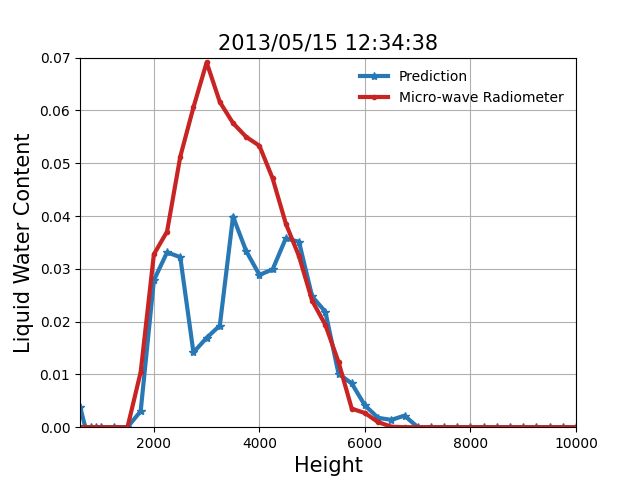 2013/05/15 12:34:38
Prediction
Micro-wave Radiometer
Liquid Water Content
0.07
0.06
0.05
0.04
0.03
0.02
0.01
0.00
2000 4000 6000 8000 10000
Height